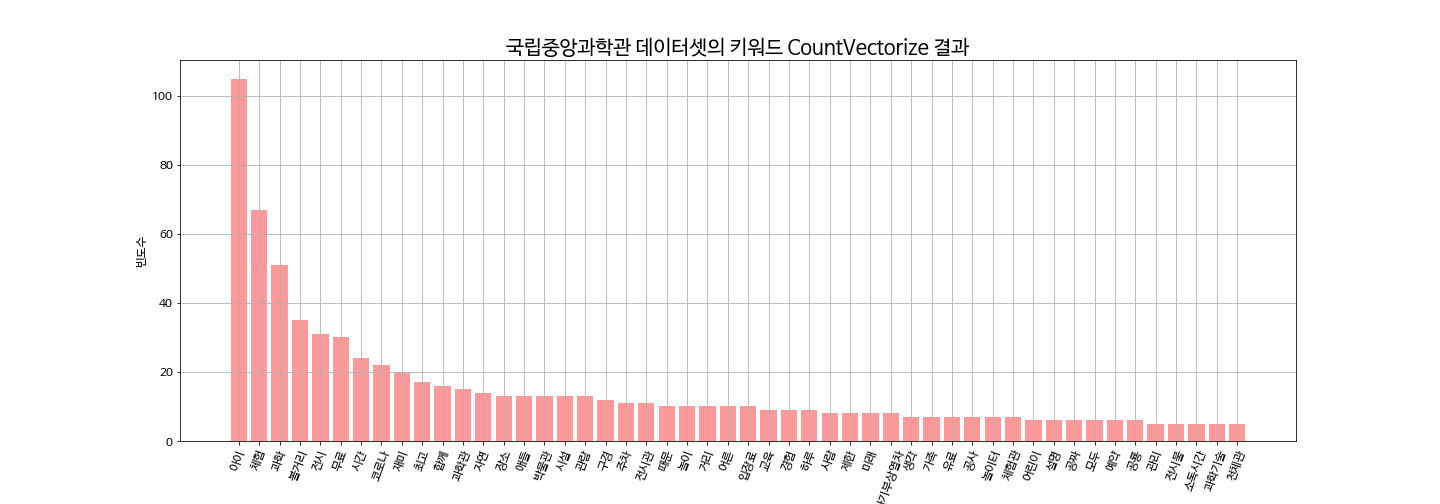 국립중앙과학관 데이터셋의 키워드 CountVectorize 결과
빈도수
100
80
60
40
20
0
아이
체험
과학
볼거리
전시
무료
시간
코로나
재미
최고
함께
과학관
자연
장소
애들
박물관
시설
관람
구경
주차
전시관
때문
놀이
거리
어른
입장료
교육
경험
하루
사람
제한
미래
기부상열차
생각
가족
유료
공사
놀이터
체험관
어린이
설명
공짜
모두
예약
공룡
관리
전시물
소독시간
과학기술
천체관